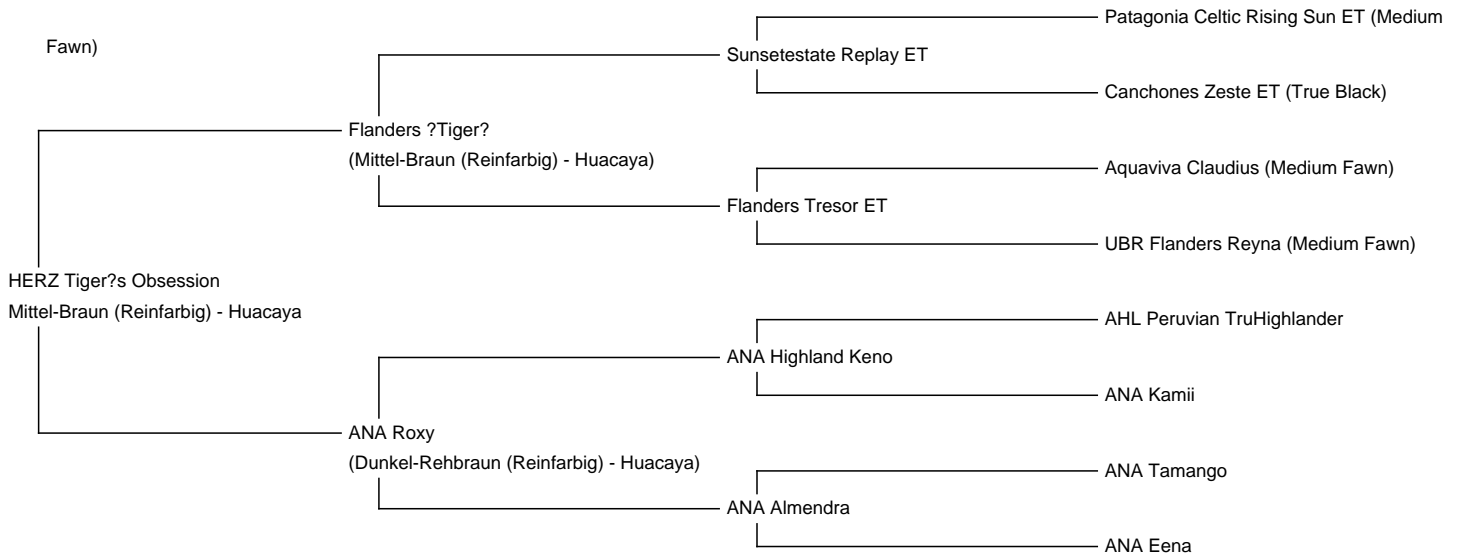 Patagonia Celtic Rising Sun ET (Medium
Fawn)
Sunsetestate Replay ET
Canchones Zeste ET (True Black)
Flanders ?Tiger?
(Mittel-Braun (Reinfarbig) - Huacaya)
Aquaviva Claudius (Medium Fawn)
Flanders Tresor ET
UBR Flanders Reyna (Medium Fawn)
HERZ Tiger?s Obsession
Mittel-Braun (Reinfarbig) - Huacaya
AHL Peruvian TruHighlander
ANA Highland Keno
ANA Kamii
ANA Roxy
(Dunkel-Rehbraun (Reinfarbig) - Huacaya)
ANA Tamango
ANA Almendra
ANA Eena